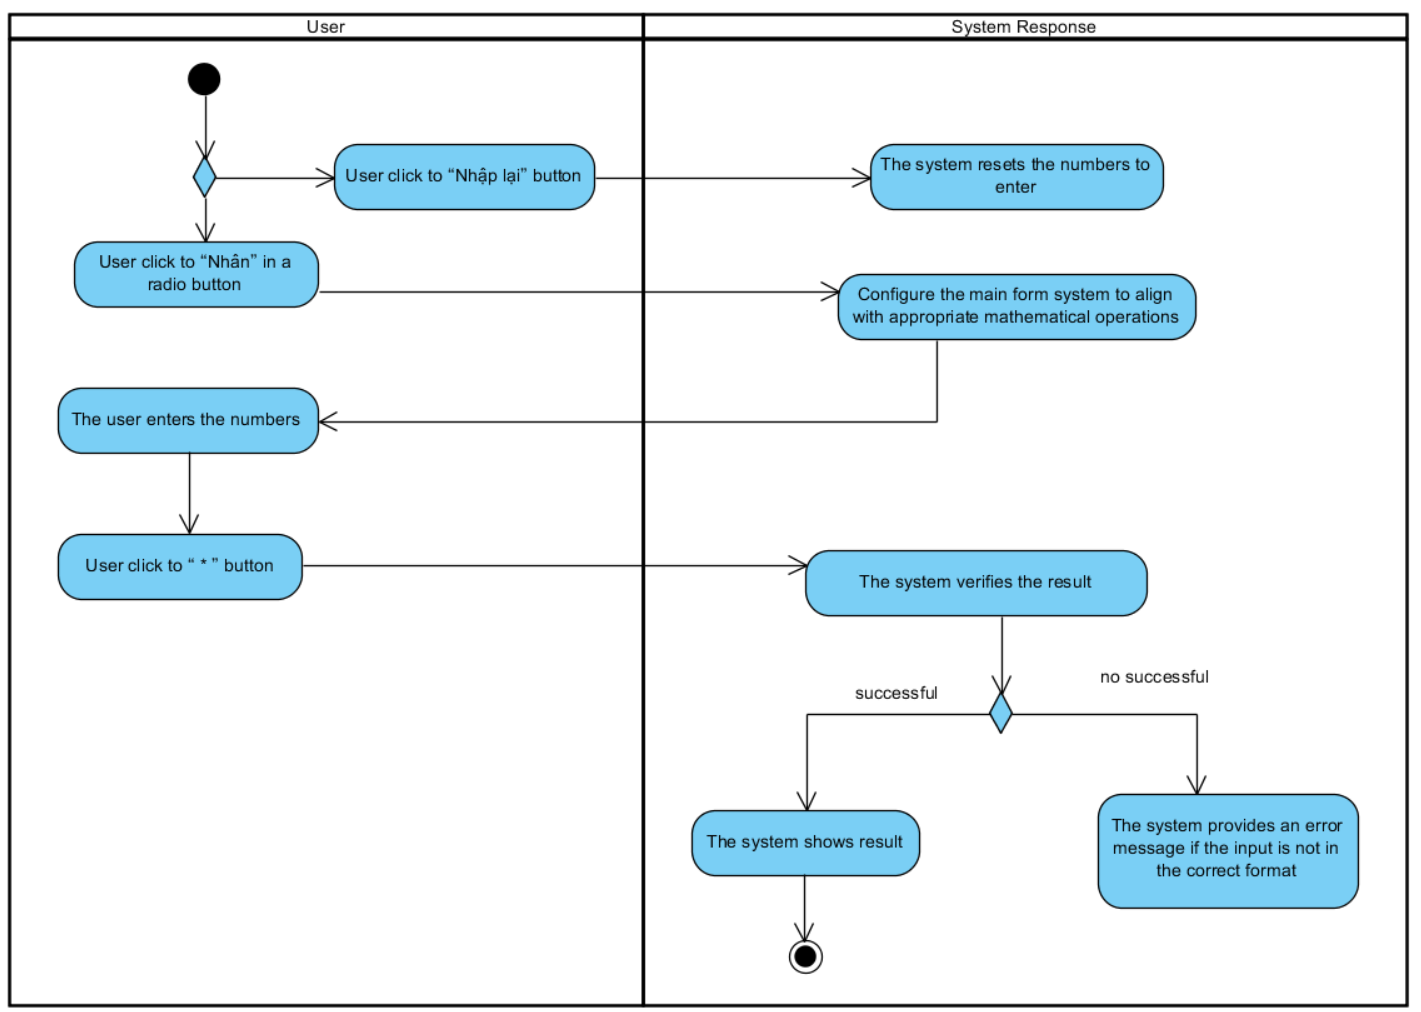 User
System Response
User click to “Nhập lại” button
The system resets the numbers to
enter
User click to “Nhân” in a
radio button
Configure the main form system to align
with appropriate mathematical operations
The user enters the numbers
User click to “ * ” button
The system verifies the result
successful
no successful
The system shows result
The system provides an error
message if the input is not in
the correct format